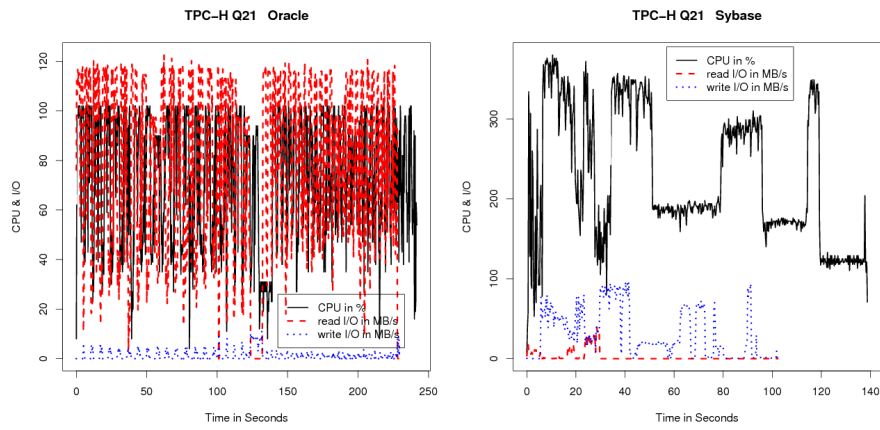 TPC−H Q21   Oracle
CPU & I/O
120
100
80
60
40
20
0
CPU in %
read I/O in MB/s
write I/O in MB/s
0 50 100 150 200 250
Time in Seconds
TPC−H Q21   Sybase
CPU & I/O
300
200
100
0
CPU in %
read I/O in MB/s
write I/O in MB/s
0 20 40 60 80 100 120 140
Time in Seconds